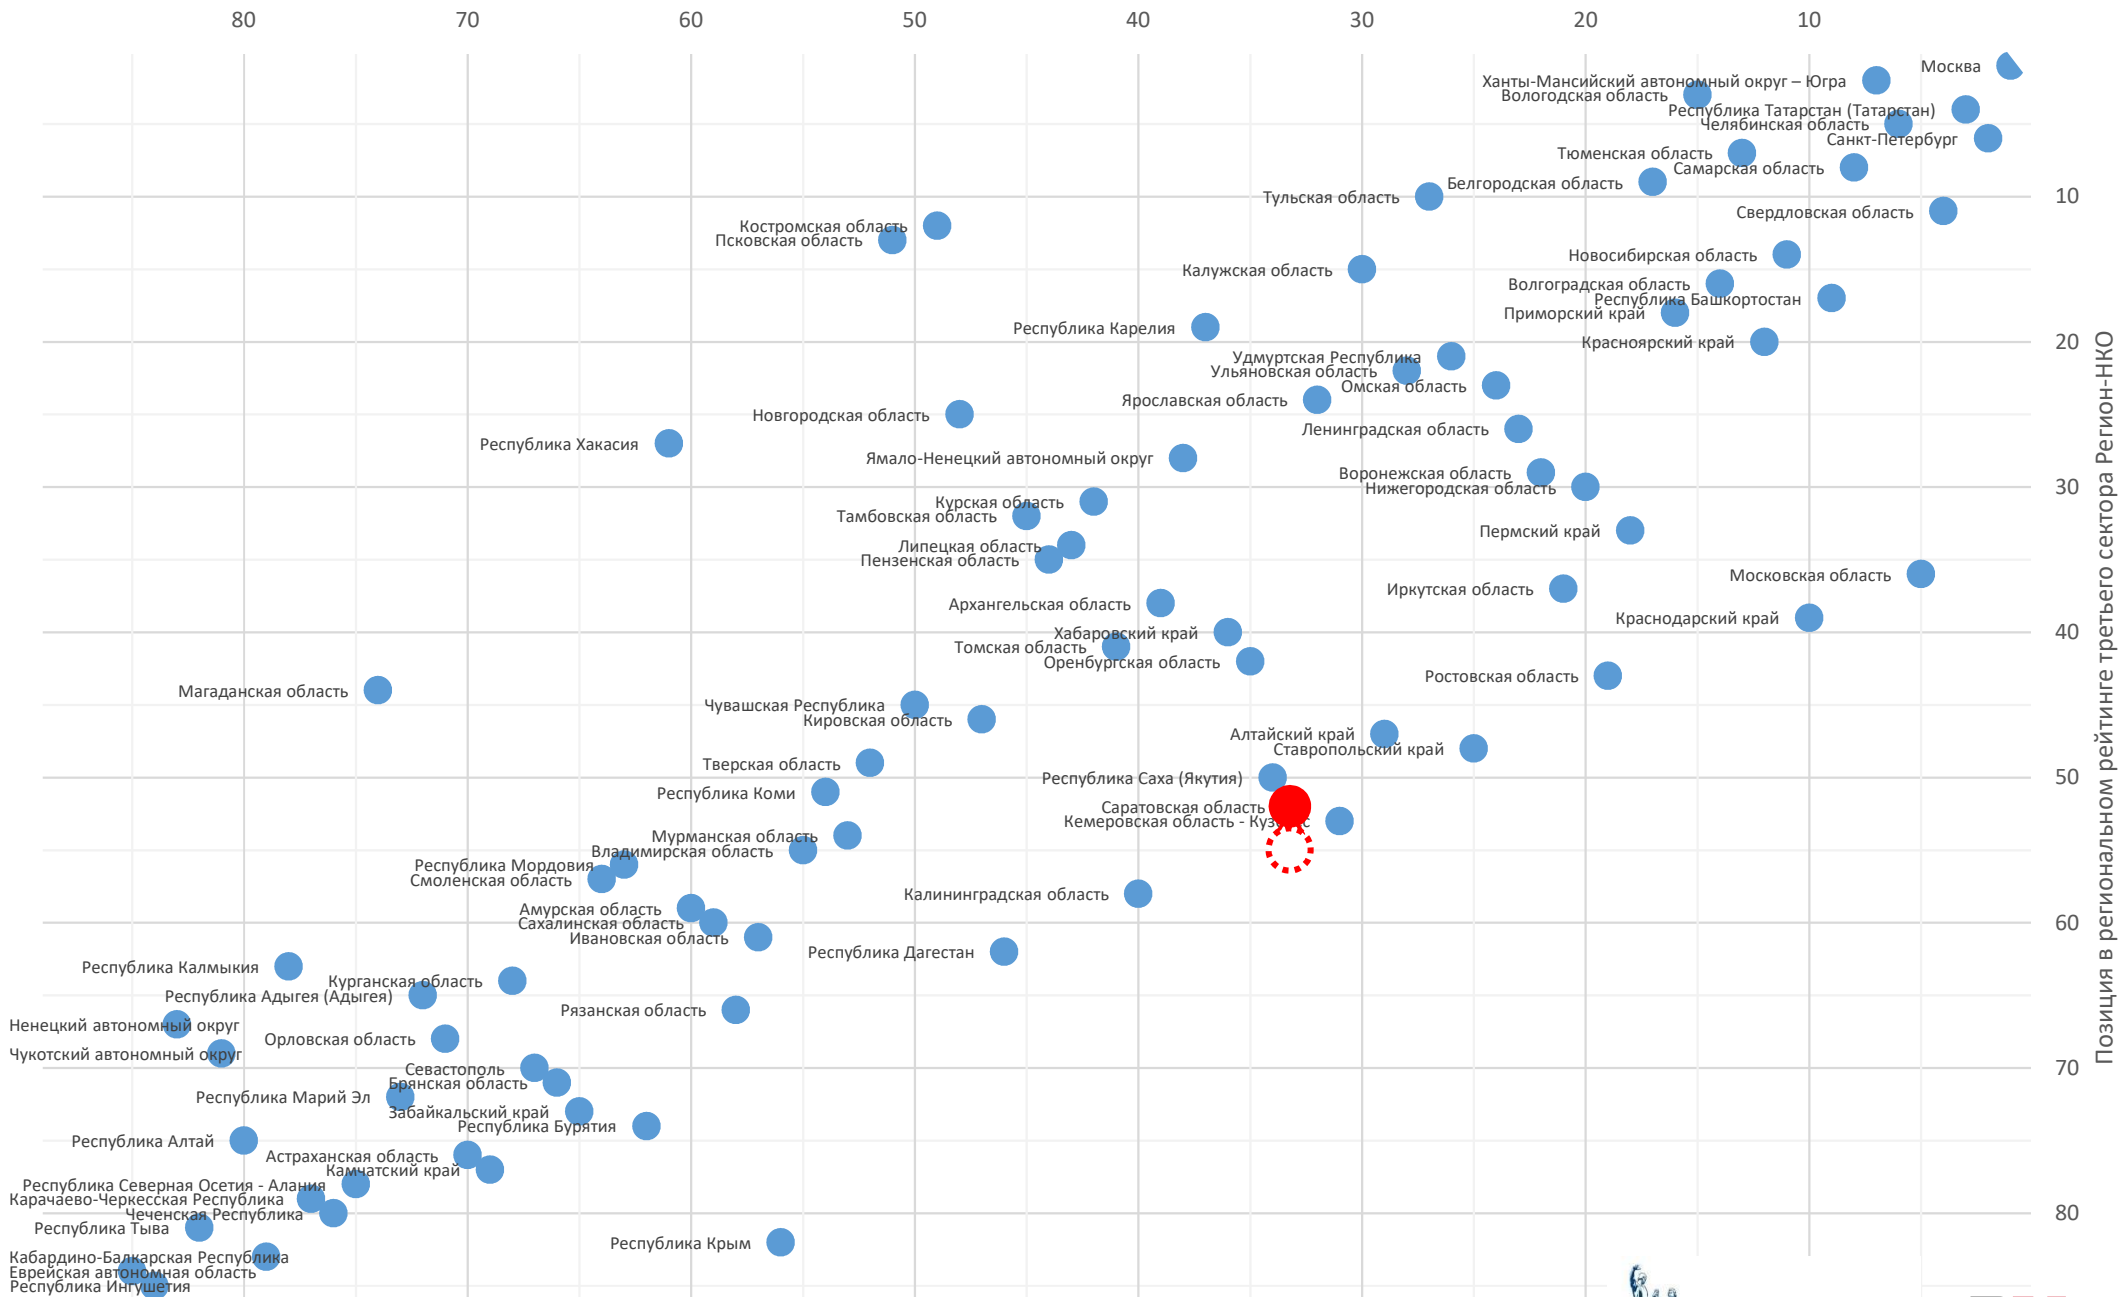 80 70 60 50 40 30 20 10
Москва
Ханты-Мансийский автономный округ – Югра
Вологодская область
Республика Татарстан (Татарстан)
Челябинская область
Санкт-Петербург
Тюменская область
Самарская область
Белгородская область
Тульская область
10
Свердловская область
Костромская область
Псковская область
Новосибирская область
Калужская область
Волгоградская область
Республика Башкортостан
Приморский край
Республика Карелия
Красноярский край
20
Удмуртская Республика
Ульяновская область
Омская область
Ярославская область
Новгородская область
Ленинградская область
Республика Хакасия
Ямало-Ненецкий автономный округ
Воронежская область
Нижегородская область
30
Курская область
Тамбовская область
Пермский край
Липецкая область
Пензенская область
Московская область
Иркутская область
Архангельская область
Краснодарский край
Хабаровский край
40
Томская область
Оренбургская область
Ростовская область
Магаданская область
Чувашская Республика
Кировская область
Алтайский край
Ставропольский край
Тверская область
Республика Саха (Якутия)
50
Республика Коми
Саратовская область
Кемеровская область - Кузбасс
Мурманская область
Владимирская область
Республика Мордовия
Смоленская область
Калининградская область
Амурская область
Сахалинская область
60
Ивановская область
Республика Дагестан
Республика Калмыкия
Курганская область
Республика Адыгея (Адыгея)
Рязанская область
Ненецкий автономный округ
Орловская область
Чукотский автономный округ
Севастополь
70
Брянская область
Республика Марий Эл
Забайкальский край
Республика Бурятия
Республика Алтай
Астраханская область
Камчатский край
Республика Северная Осетия - Алания
Карачаево-Черкесская Республика
Чеченская Республика
80
Республика Тыва
Республика Крым
Кабардино-Балкарская Республика
Еврейская автономная область
Республика Ингушетия
Позиция в региональном рейтинге третьего сектора Регион-НКО